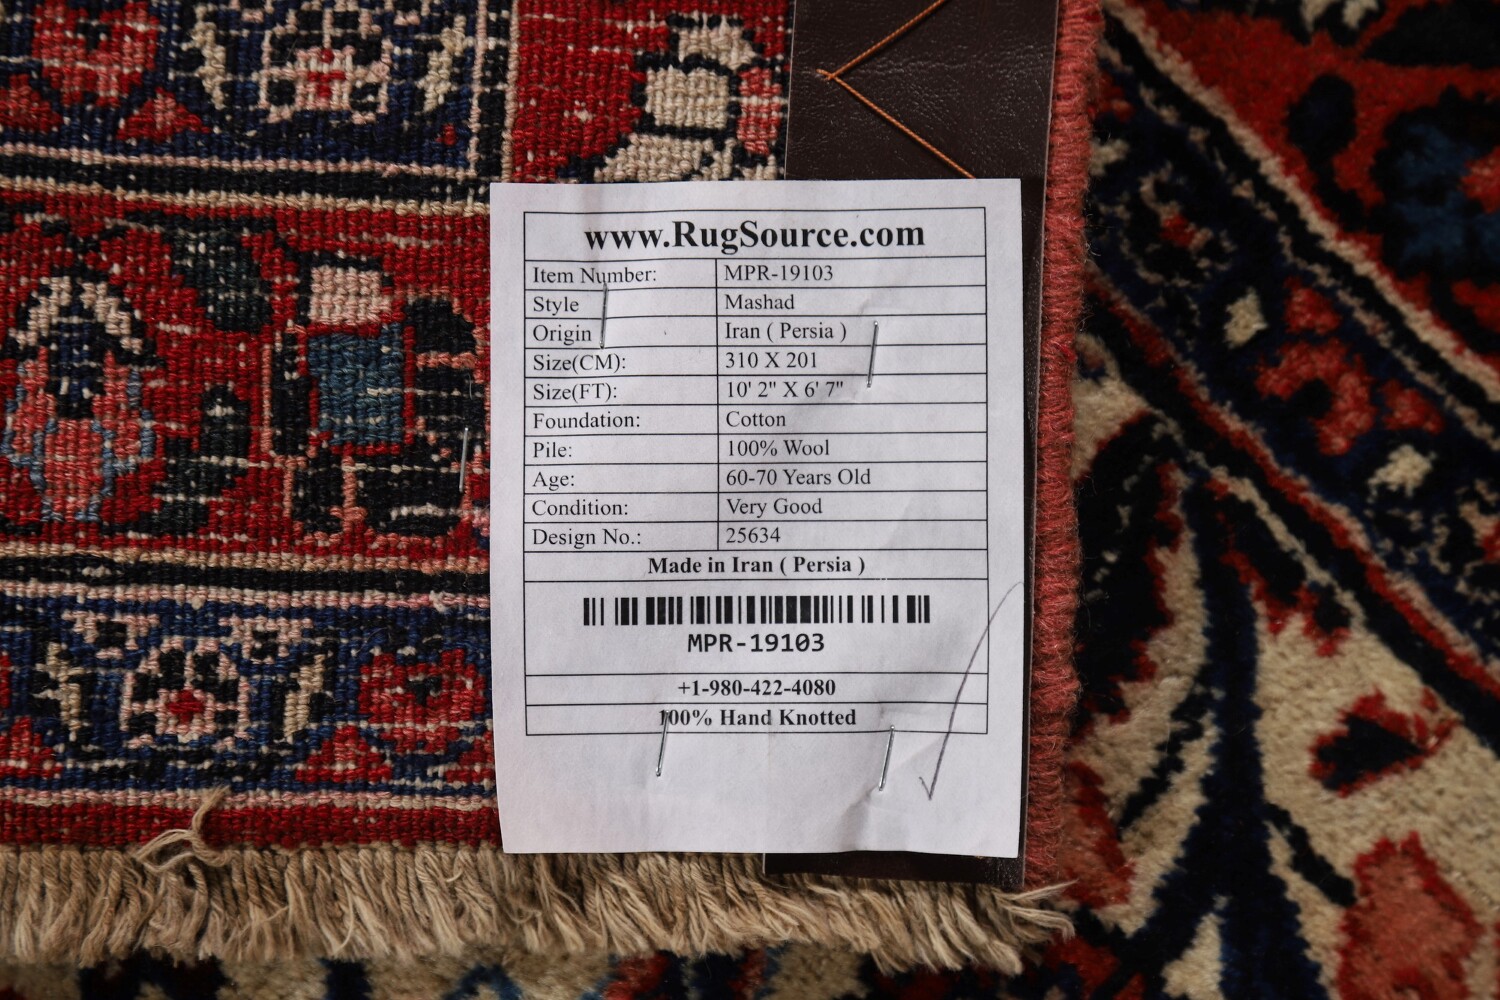 www.RugSource.com
Item Number: MPR-19103
Style Mashad
Origin Iran ( Persia )
Size(CM): 310 X 201
Size(FT): 10' 2" X 6' 7"
Foundation: Cotton
Pile: 100% Wool
Age: 60-70 Years Old
Condition: Very Good
Design No.: 25634
Made in Iran ( Persia )
MPR-19103
+1-980-422-4080
100% Hand Knotted